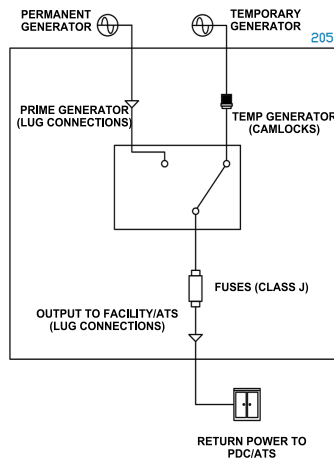 PERMANENT
GENERATOR
TEMPORARY
GENERATOR
205
PRIME GENERATOR
(LUG CONNECTIONS)
TEMP GENERATOR
(CAMLOCKS)
FUSES (CLASS J)
OUTPUT TO FACILITY/ATS
(LUG CONNECTIONS)
RETURN POWER TO
PDC/ATS